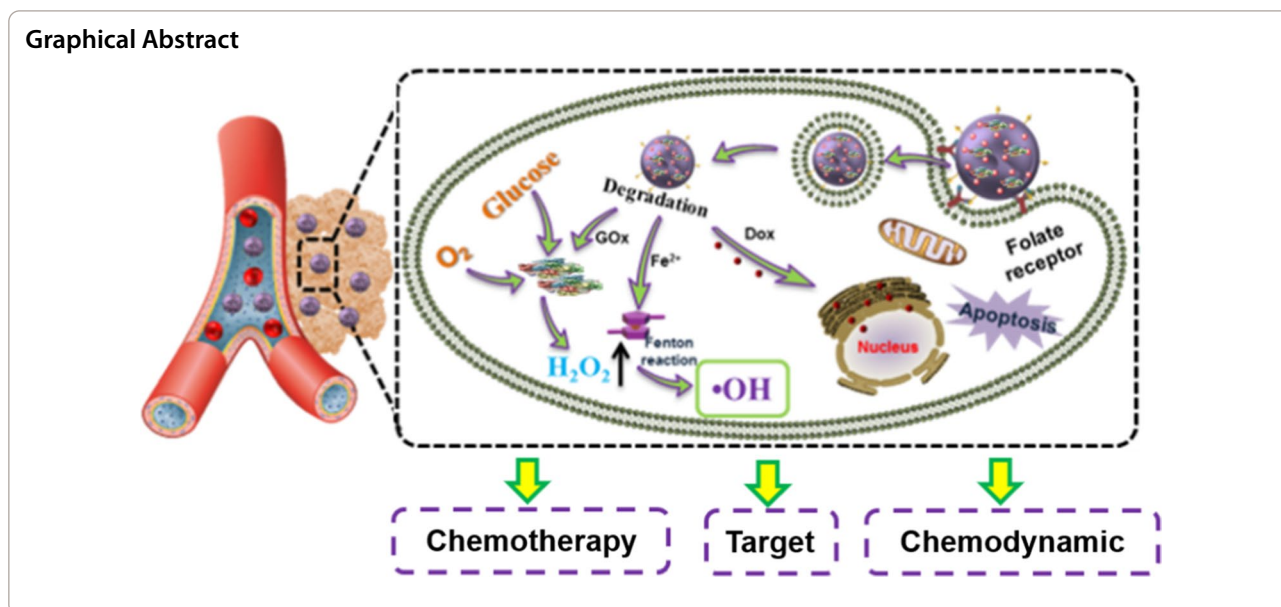 Graphical Abstract
Glucose
O₂
Degradation
GOx
Fe²⁺
Dox
Folate
receptor
Apoptosis
Nucleus
Fenton
reaction
H₂O₂
•OH
Chemotherapy
Target
Chemodynamic